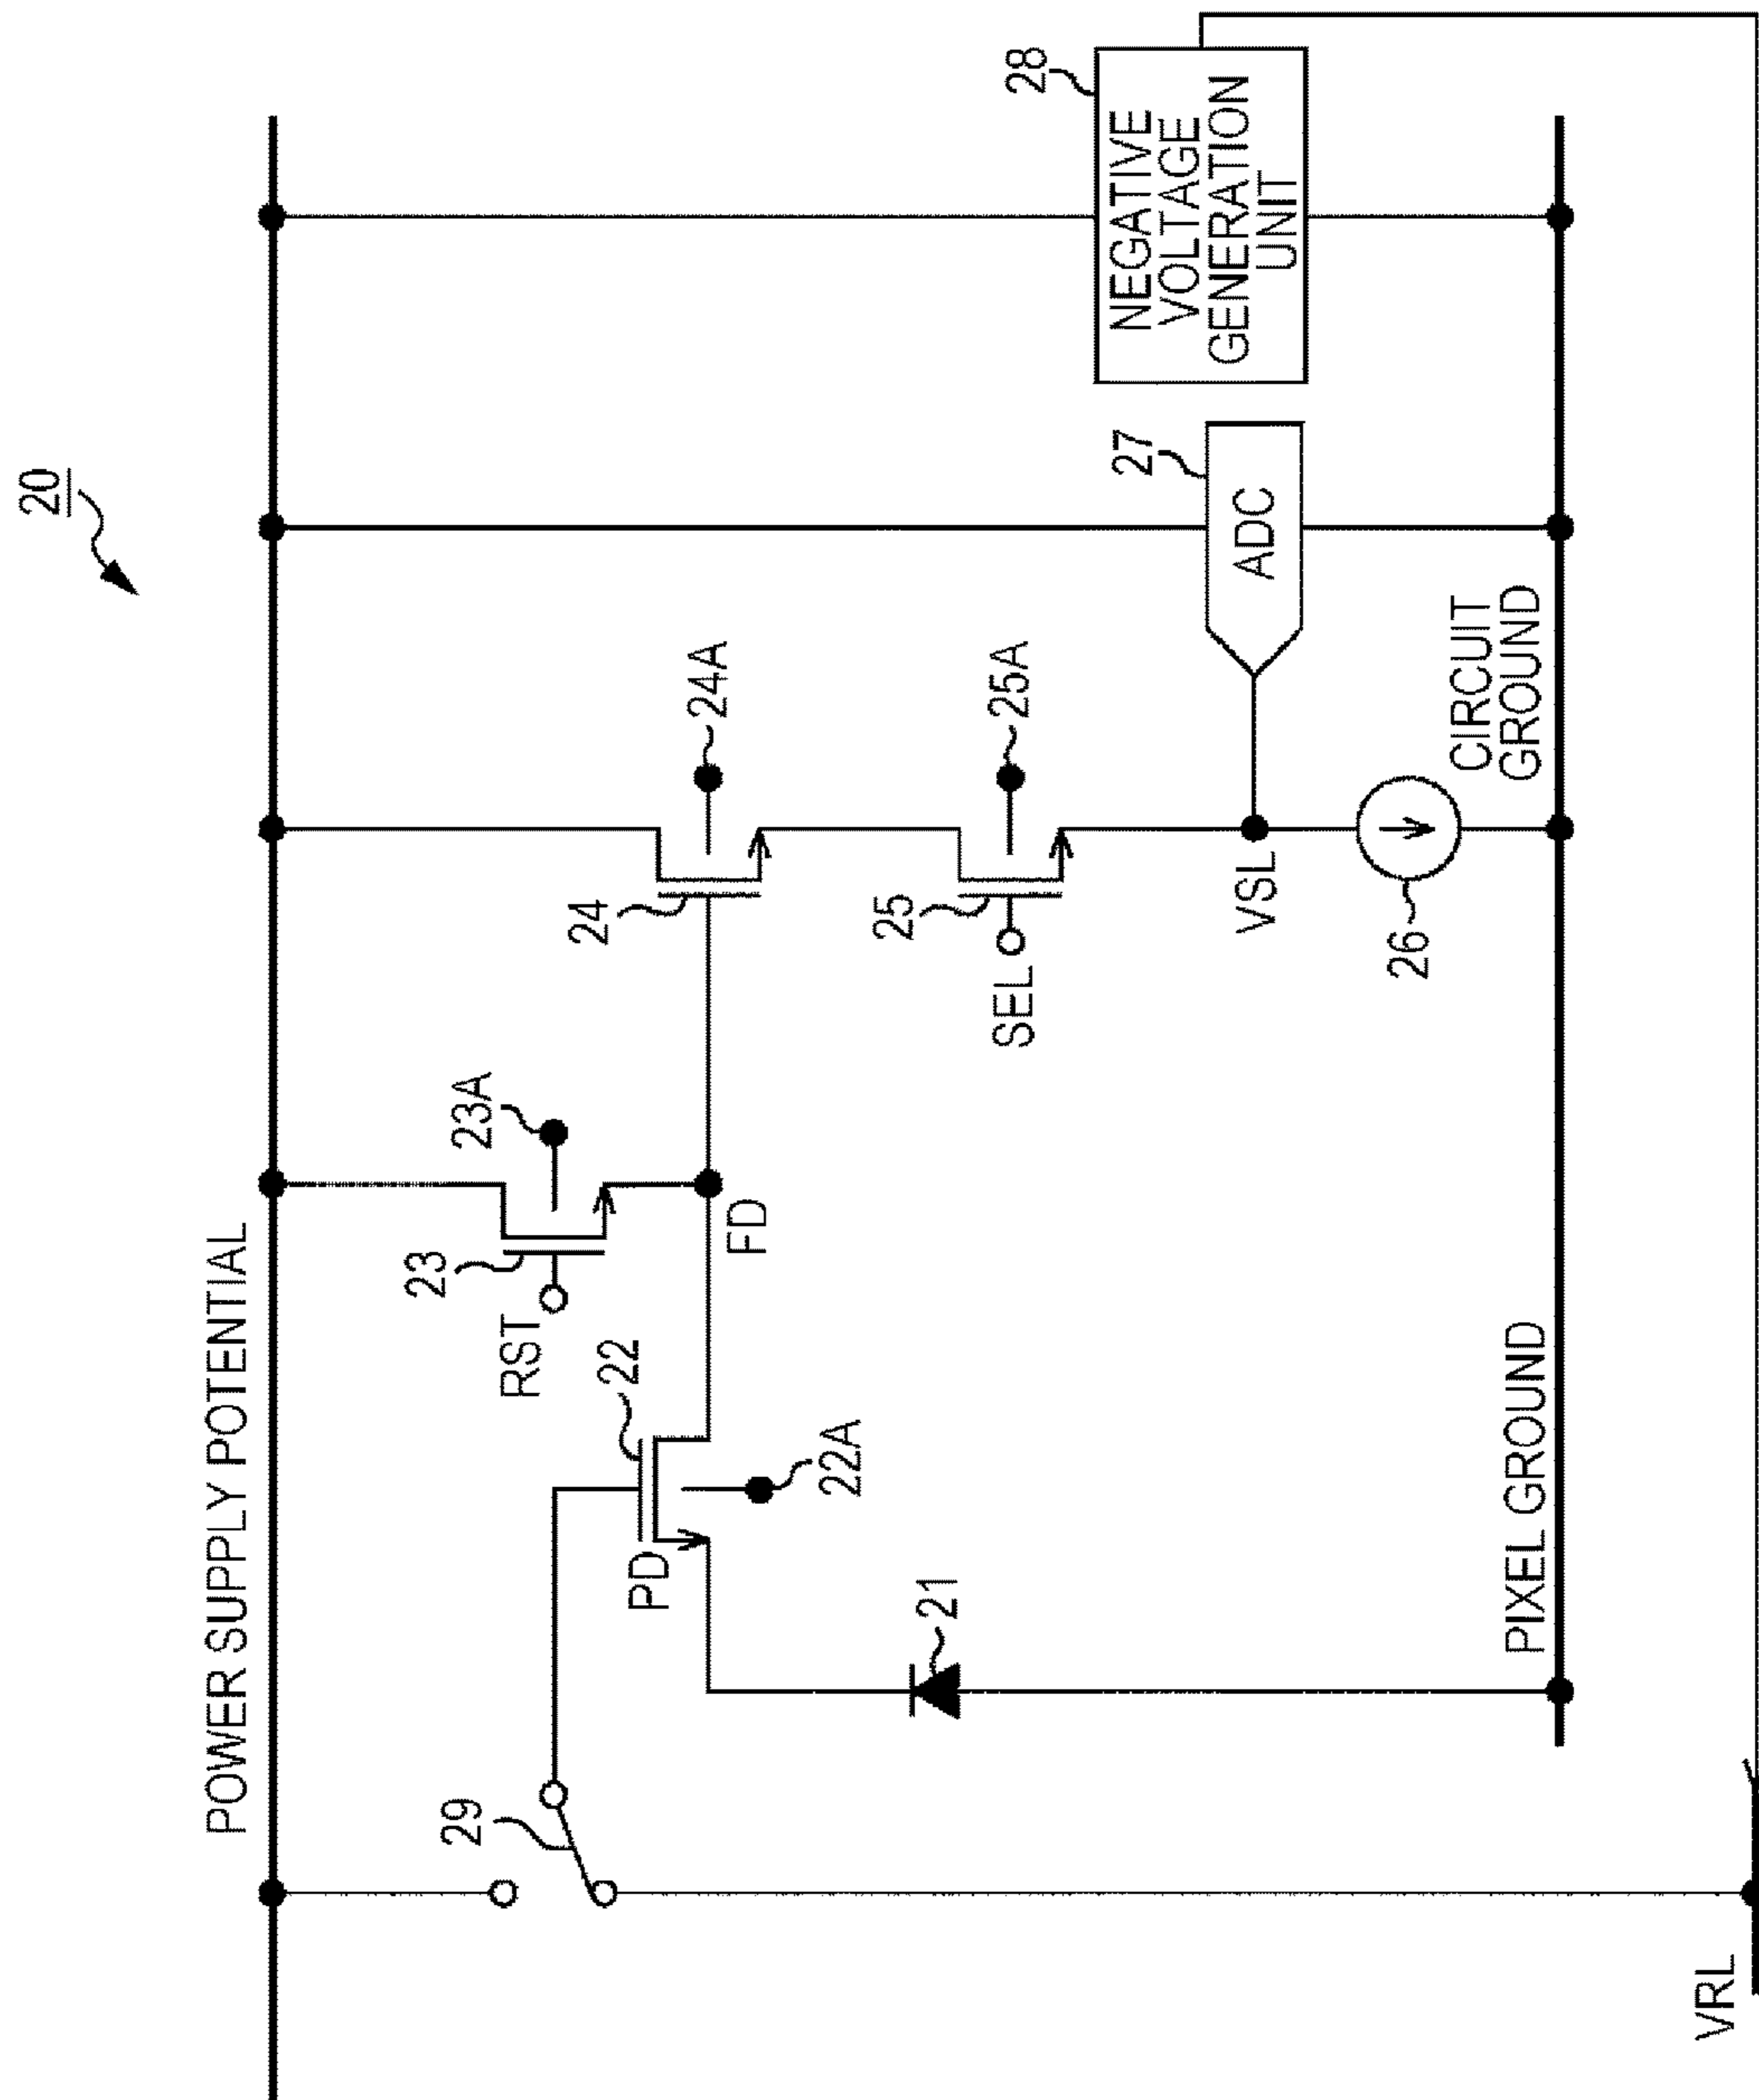 20
POWER SUPPLY POTENTIAL
29
PD
22
22A
RST
23
23A
FD
24
24A
SEL
25
25A
21
VSL
26
ADC
27
NEGATIVE
VOLTAGE
GENERATION
UNIT
28
PIXEL GROUND
CIRCUIT
GROUND
VRL